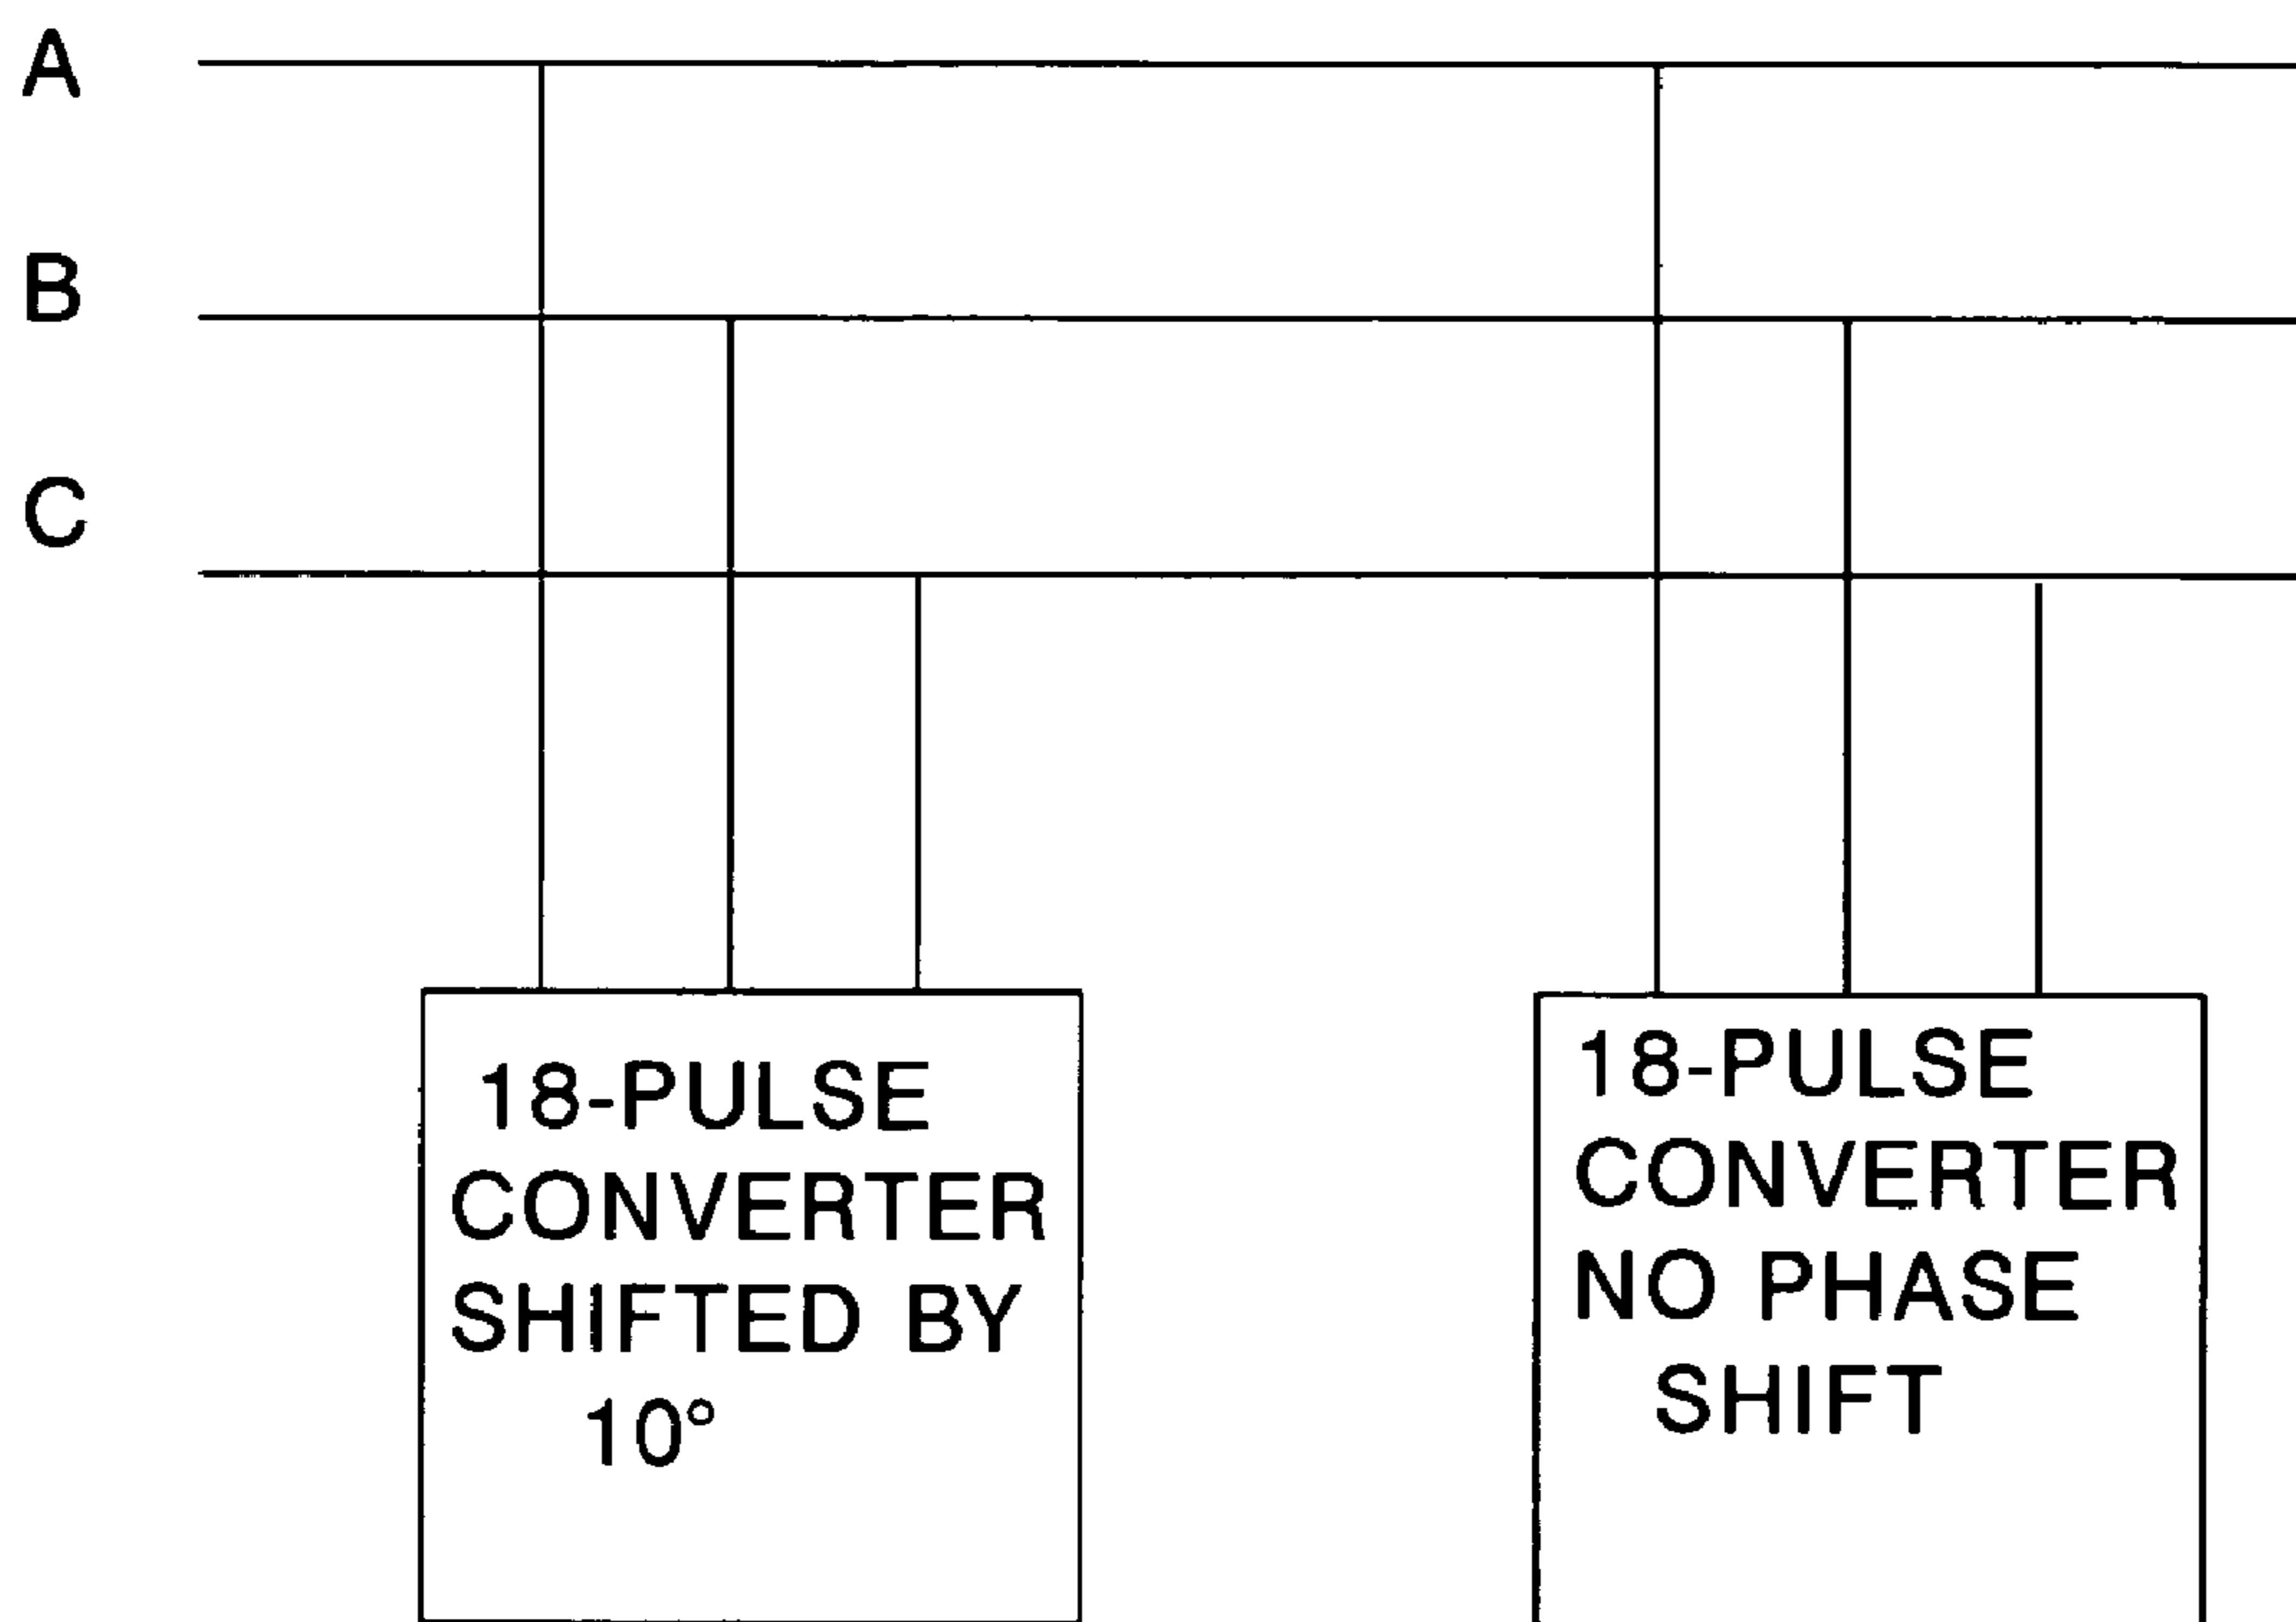 A
B
C
18-PULSE
CONVERTER
SHIFTED BY
10°
18-PULSE
CONVERTER
NO PHASE
SHIFT